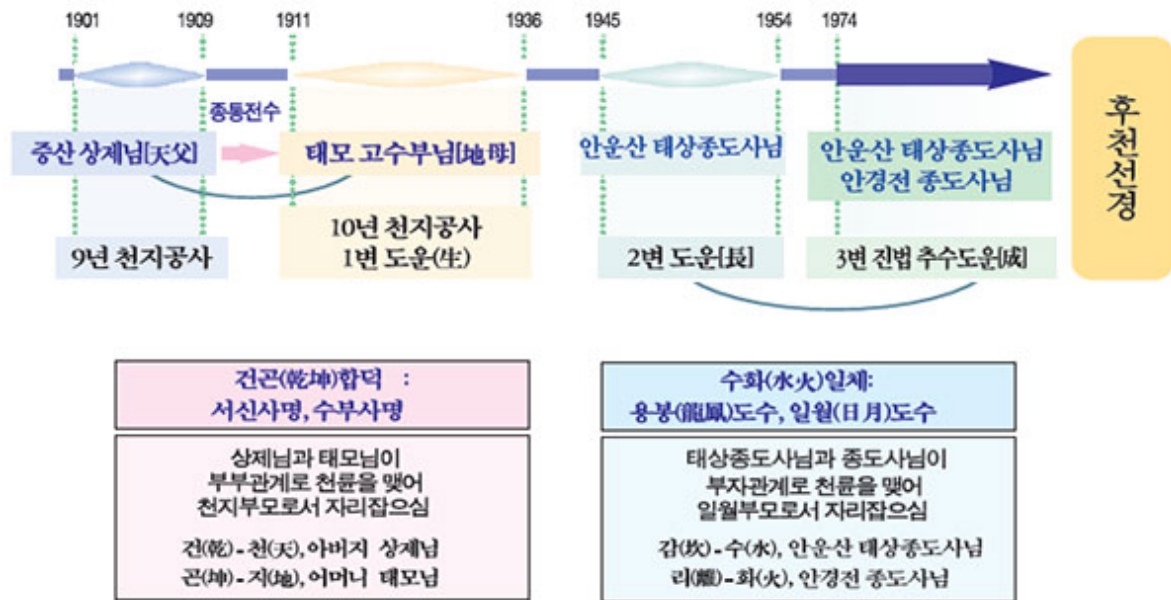 1901 1909 1911 1936 1945 1954 1974
종통전수
증산 상제님[天父]
태모 고수부님[地母]
안운산 태상종도사님
안운산 태상종도사님
안경전 종도사님
후천선경
9년 천지공사
10년 천지공사
1변 도운(生)
2변 도운[長]
3변 진법 추수도운[成]
건곤(乾坤)합덕 :
서신사명, 수부사명
상제님과 태모님이
부부관계로 천륜을 맺어
천지부모로서 자리잡으심
건(乾)-천(天), 아버지 상제님
곤(坤)-지(地), 어머니 태모님
수화(水火)일체:
용봉(龍鳳)도수, 일월(日月)도수
태상종도사님과 종도사님이
부자관계로 천륜을 맺어
일월부모로서 자리잡으심
감(坎)-수(水), 안운산 태상종도사님
리(離)-화(火), 안경전 종도사님